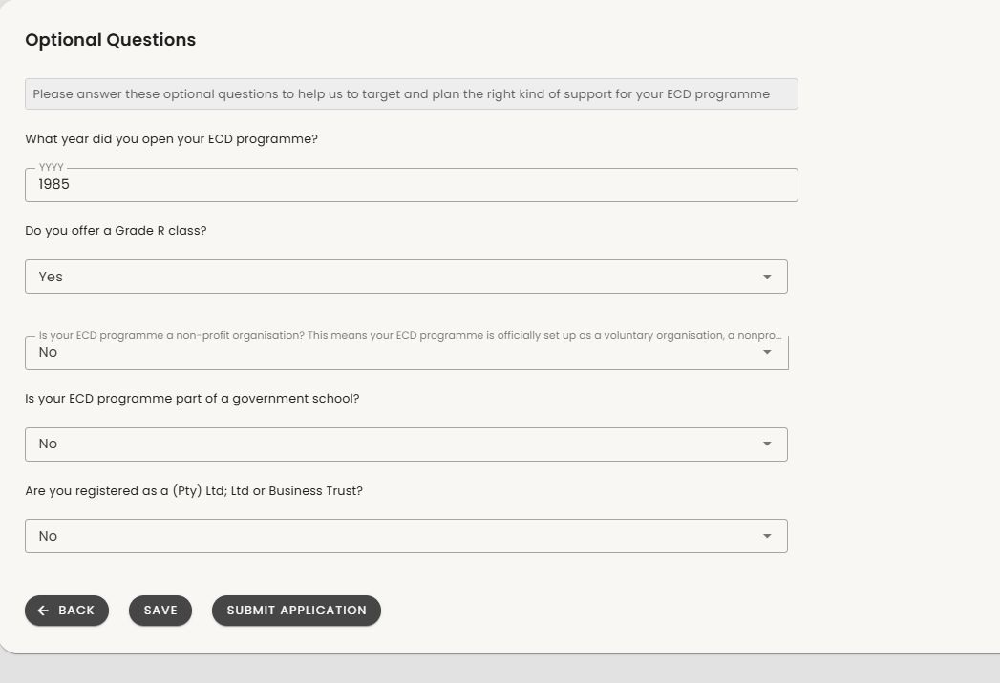 Optional Questions
Please answer these optional questions to help us to target and plan the right kind of support for your ECD programme
What year did you open your ECD programme?
YYYY
1985
Do you offer a Grade R class?
Yes
Is your ECD programme a non-profit organisation? This means your ECD programme is officially set up as a voluntary organisation, a nonpro...
No
Is your ECD programme part of a government school?
No
Are you registered as a (Pty) Ltd; Ltd or Business Trust?
No
BACK SAVE SUBMIT APPLICATION